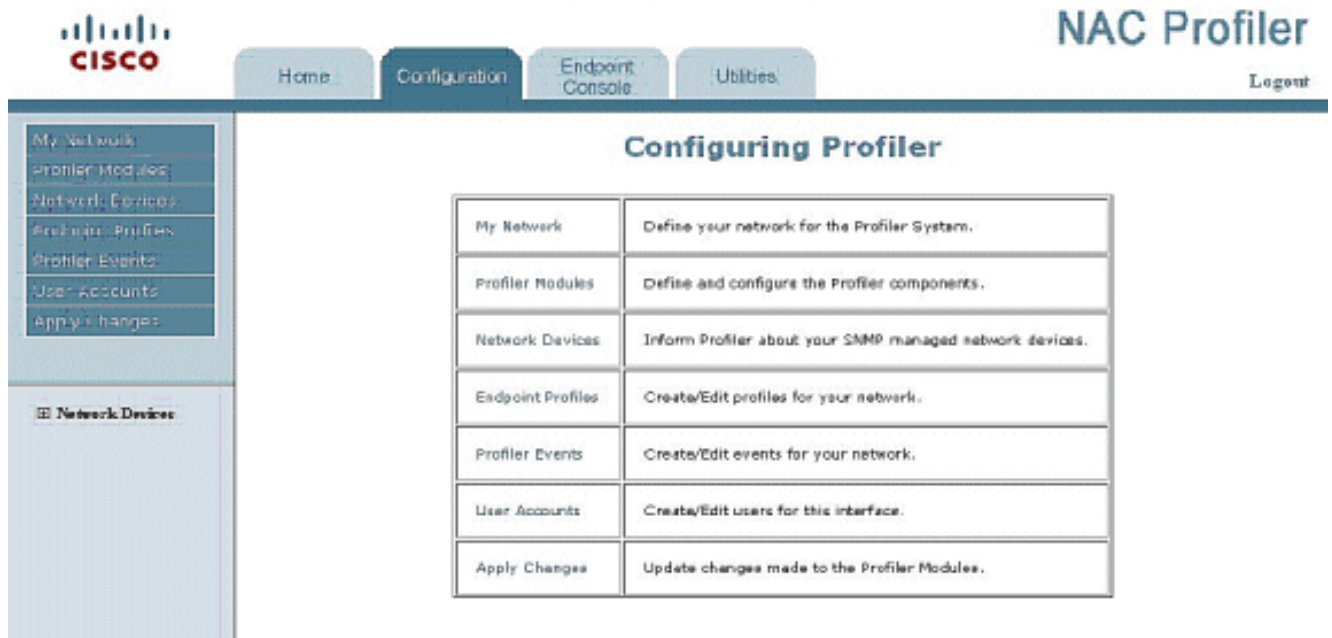 CISCO
NAC Profiler
Home
Configuration
Endpoint
Console
Utilities
Logout
My Network
Profiler Modules
Network Devices
Endpoint Profiles
Profiler Events
User Accounts
Apply Changes
Network Devices
Configuring Profiler
My Network
Define your network for the Profiler System.
Profiler Modules
Define and configure the Profiler components.
Network Devices
Inform Profiler about your SNMP managed network devices.
Endpoint Profiles
Create/Edit profiles for your network.
Profiler Events
Create/Edit events for your network.
User Accounts
Create/Edit users for this interface.
Apply Changes
Update changes made to the Profiler Modules.